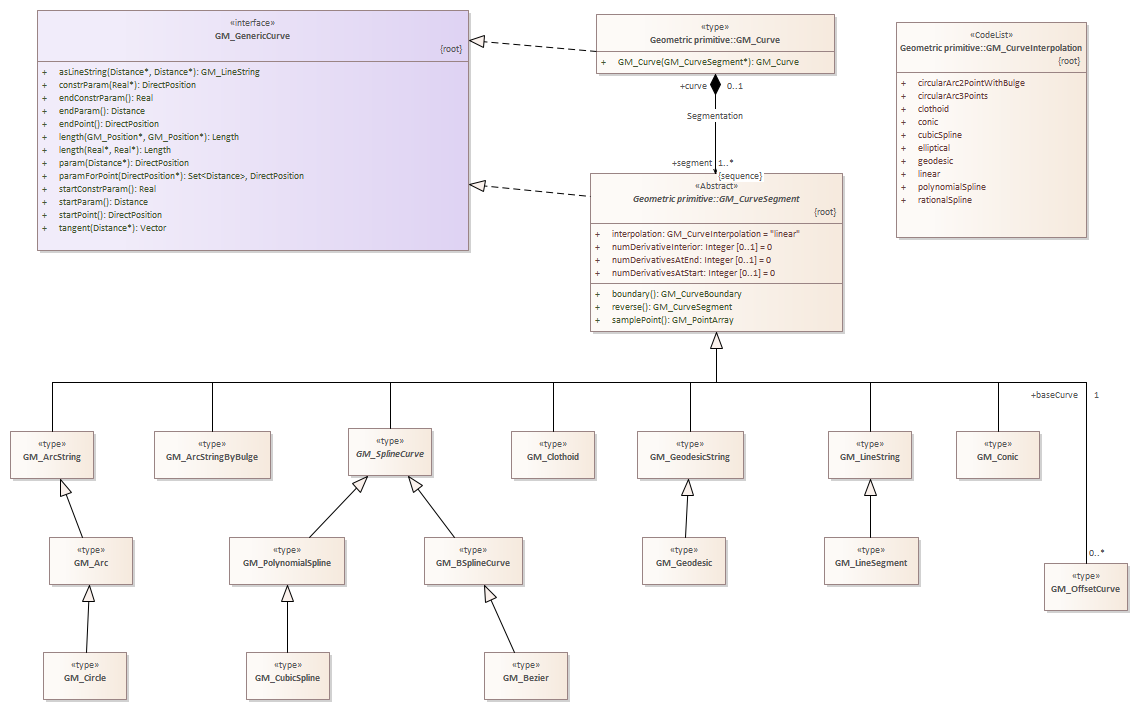 «interface»
GM_GenericCurve
{root}
+ asLineString(Distance*, Distance*): GM_LineString
+ constrParam(Real*): DirectPosition
+ endConstrParam(): Real
+ endParam(): Distance
+ endPoint(): DirectPosition
+ length(GM_Position*, GM_Position*): Length
+ length(Real*, Real*): Length
+ param(Distance*): DirectPosition
+ paramForPoint(DirectPosition*): Set<Distance>, DirectPosition
+ startConstrParam(): Real
+ startParam(): Distance
+ startPoint(): DirectPosition
+ tangent(Distance*): Vector
«type»
Geometric primitive::GM_Curve
+ GM_Curve(GM_CurveSegment*): GM_Curve
+curve 0..1
Segmentation
+segment 1..*
{sequence}
«Abstract»
Geometric primitive::GM_CurveSegment
{root}
+ interpolation: GM_CurveInterpolation = "linear"
+ numDerivativeInterior: Integer [0..1] = 0
+ numDerivativesAtEnd: Integer [0..1] = 0
+ numDerivativesAtStart: Integer [0..1] = 0
+ boundary(): GM_CurveBoundary
+ reverse(): GM_CurveSegment
+ samplePoint(): GM_PointArray
«CodeList»
Geometric primitive::GM_CurveInterpolation
{root}
+ circularArc2PointWithBulge
+ circularArc3Points
+ clothoid
+ conic
+ cubicSpline
+ elliptical
+ geodesic
+ linear
+ polynomialSpline
+ rationalSpline
+baseCurve 1
«type»
GM_ArcString
«type»
GM_ArcStringByBulge
«type»
GM_SplineCurve
«type»
GM_Clothoid
«type»
GM_GeodesicString
«type»
GM_LineString
«type»
GM_Conic
«type»
GM_Arc
«type»
GM_PolynomialSpline
«type»
GM_BSplineCurve
«type»
GM_Geodesic
«type»
GM_LineSegment
0..*
«type»
GM_OffsetCurve
«type»
GM_Circle
«type»
GM_CubicSpline
«type»
GM_Bezier